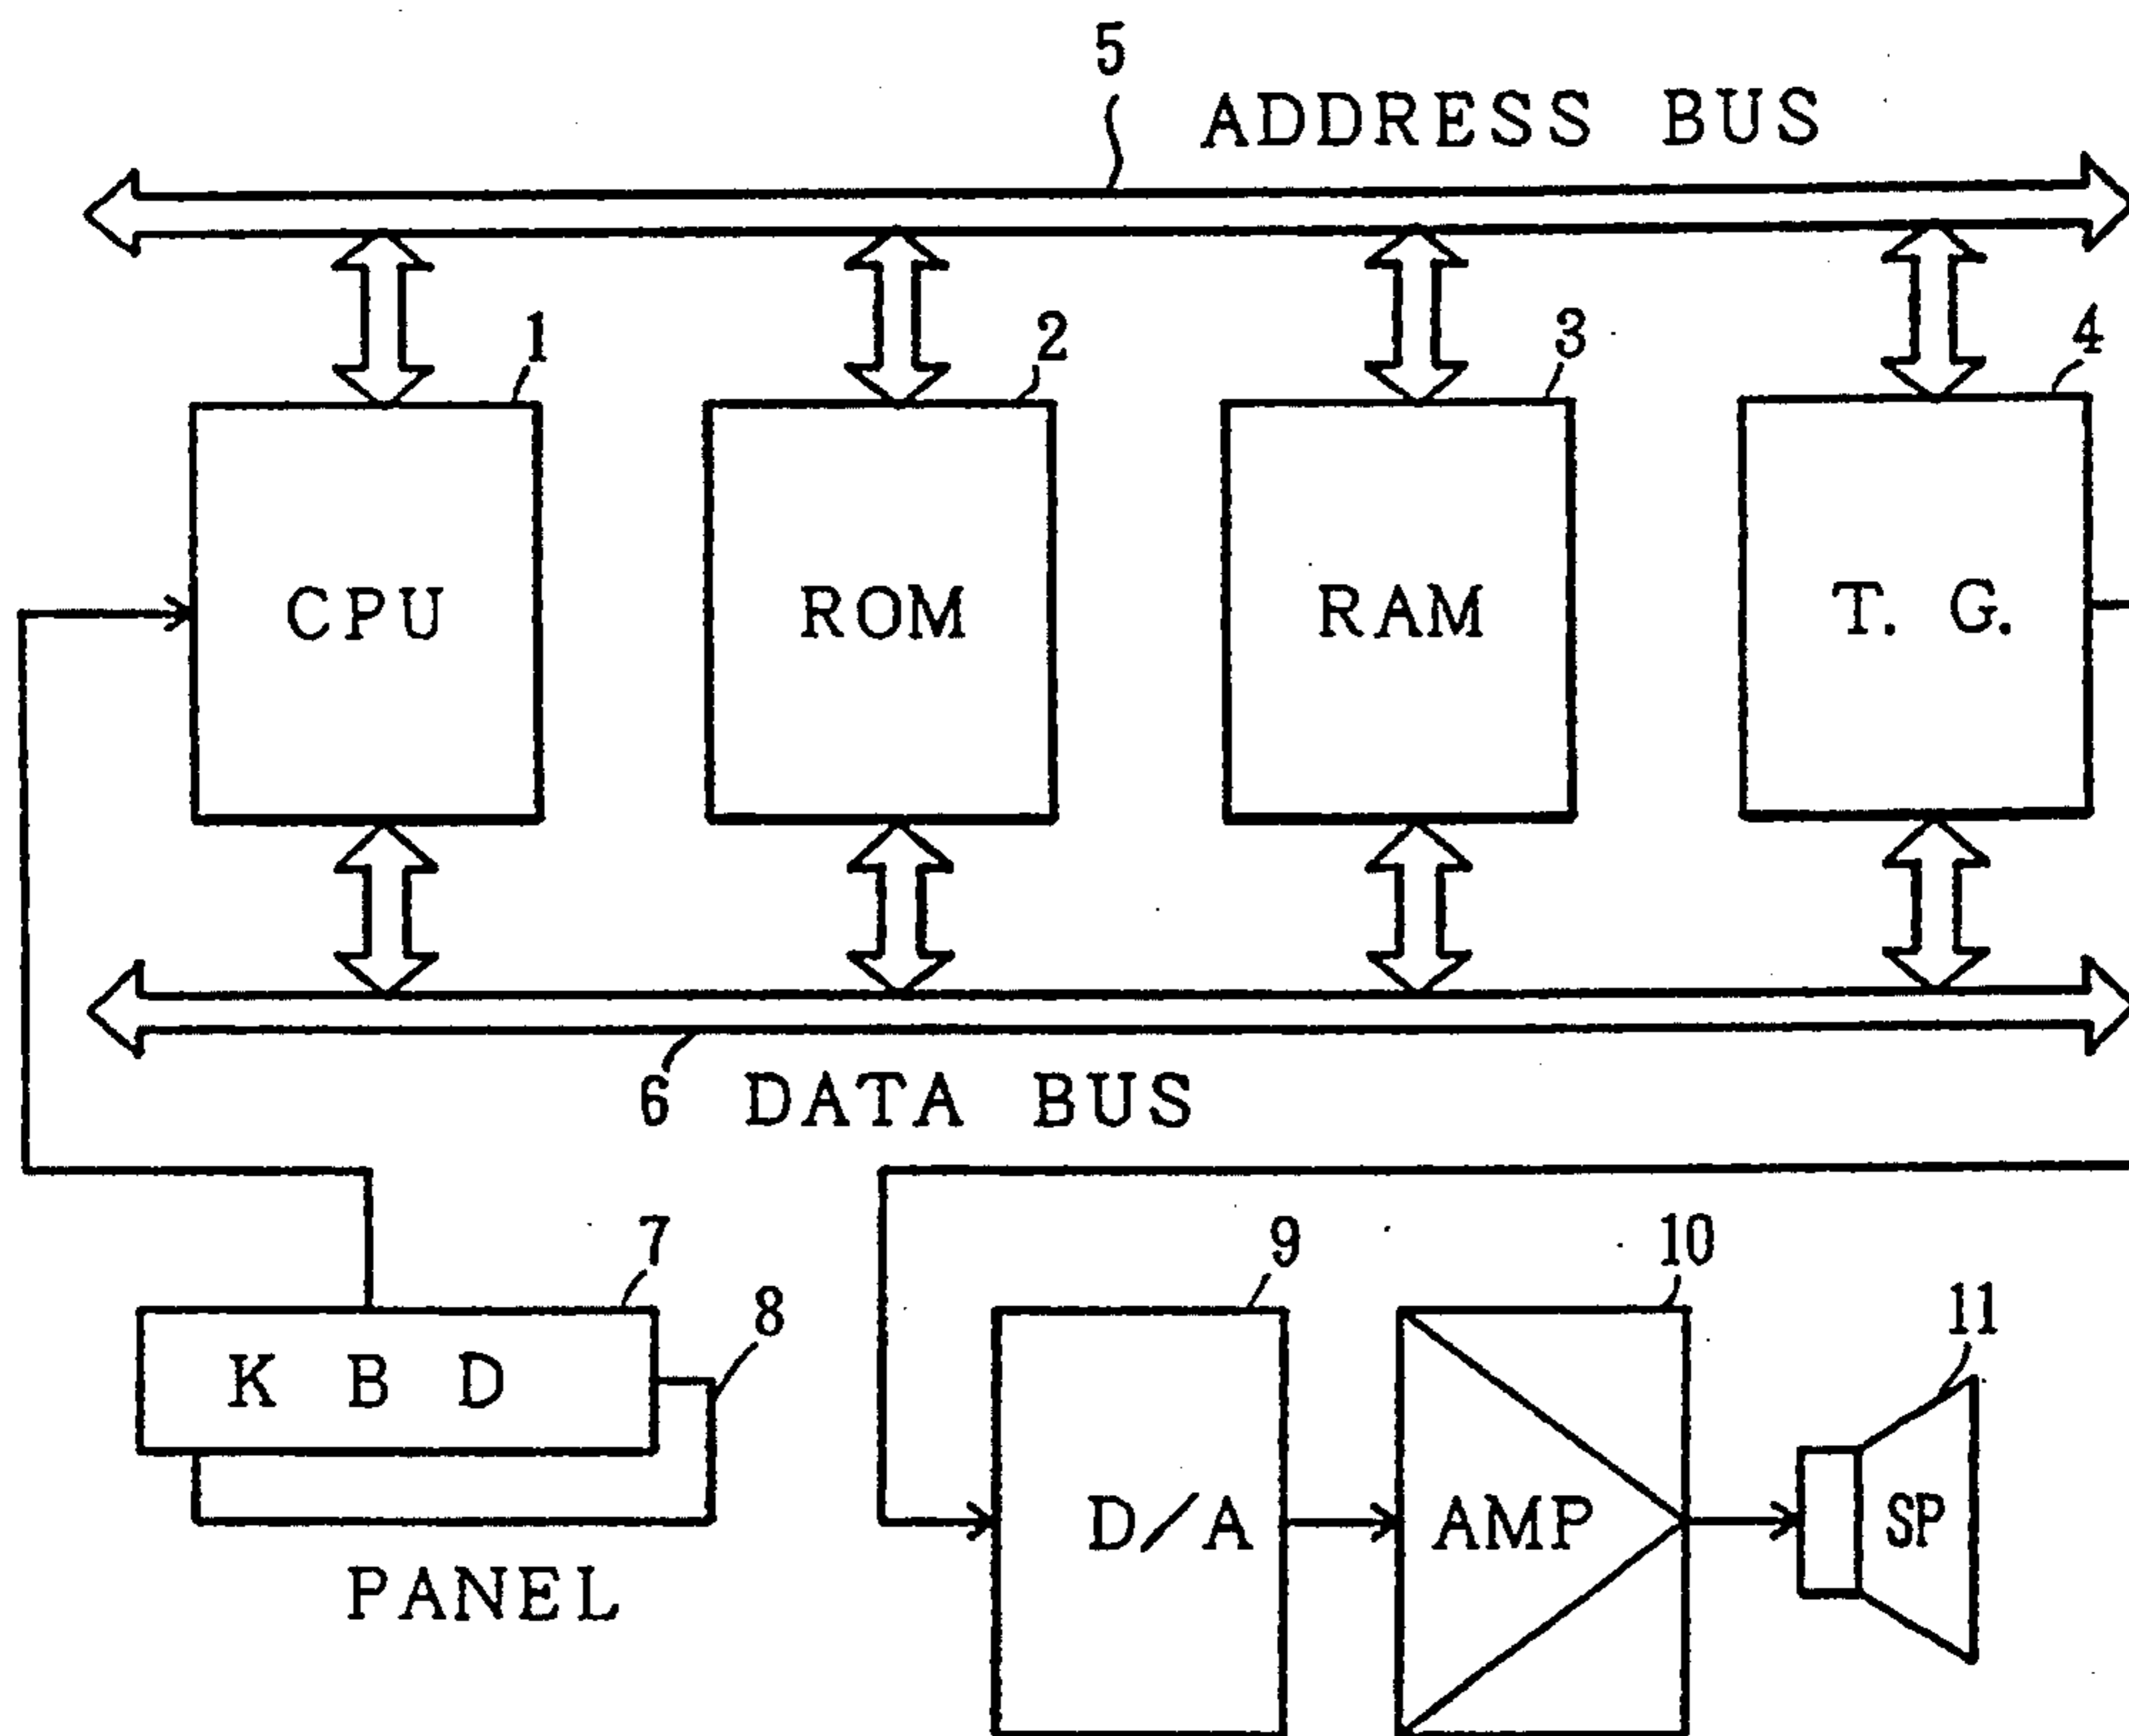 5
ADDRESS BUS
1
2
3
4
CPU
ROM
RAM
T. G.
6 DATA BUS
7
8
9
10
11
K B D
D/A
AMP
SP
PANEL